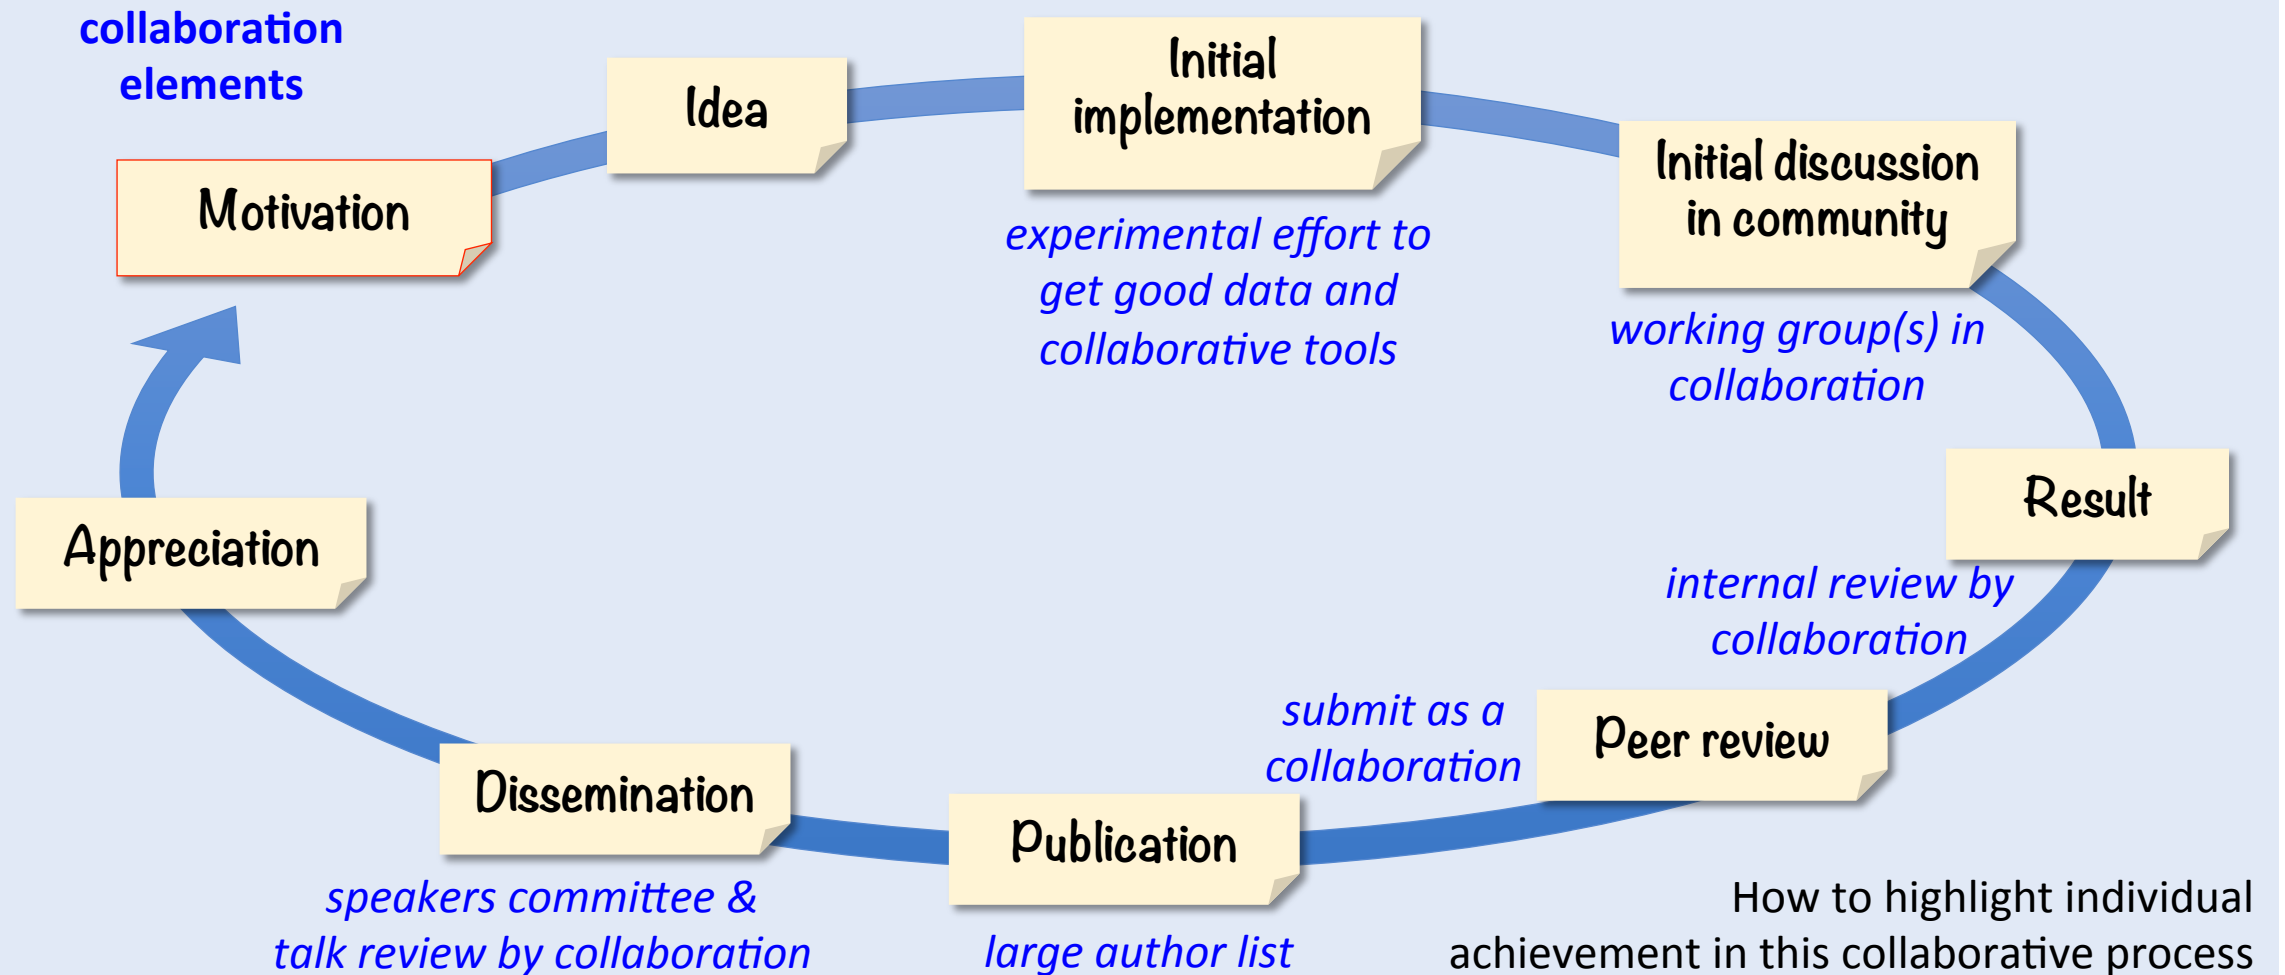 collaboration
elements
Motivation
Idea
Initial
implementation
experimental effort to
get good data and
collaborative tools
Initial discussion
in community
working group(s) in
collaboration
Result
internal review by
collaboration
Peer review
submit as a
collaboration
Publication
large author list
Dissemination
speakers committee &
talk review by collaboration
Appreciation
How to highlight individual
achievement in this collaborative process